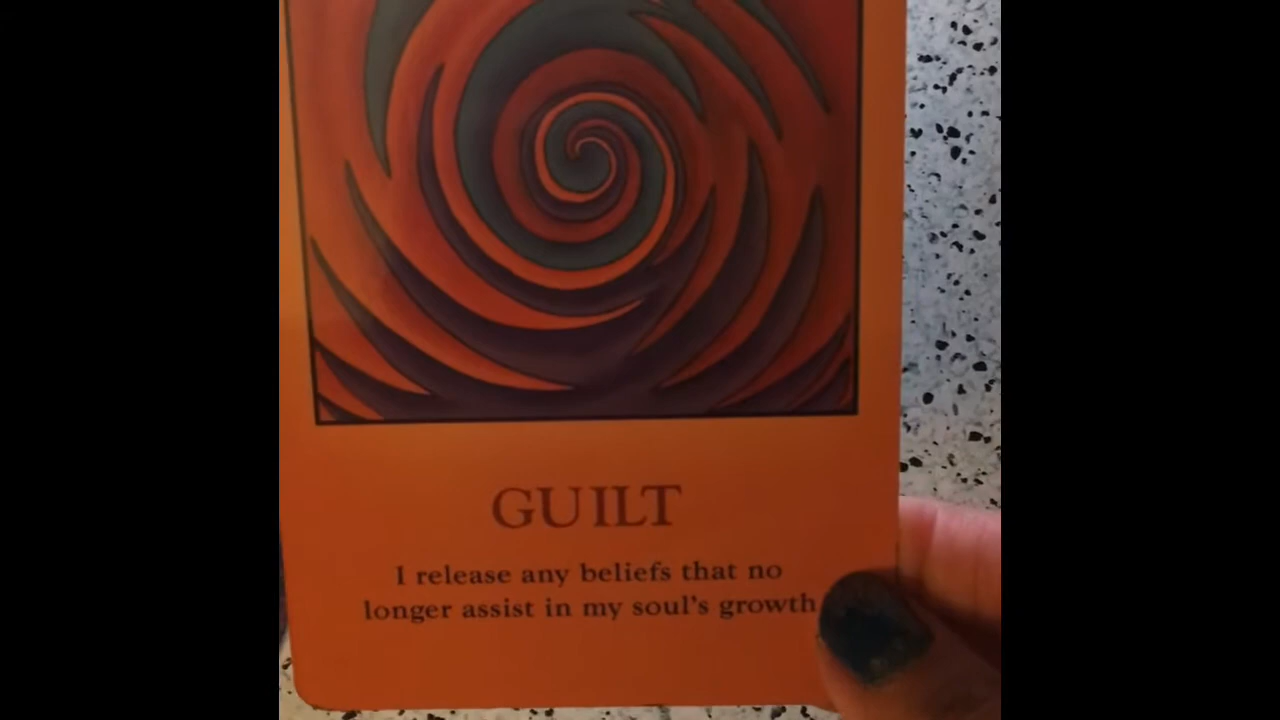 GUILT
I release any beliefs that no
longer assist in my soul's growth